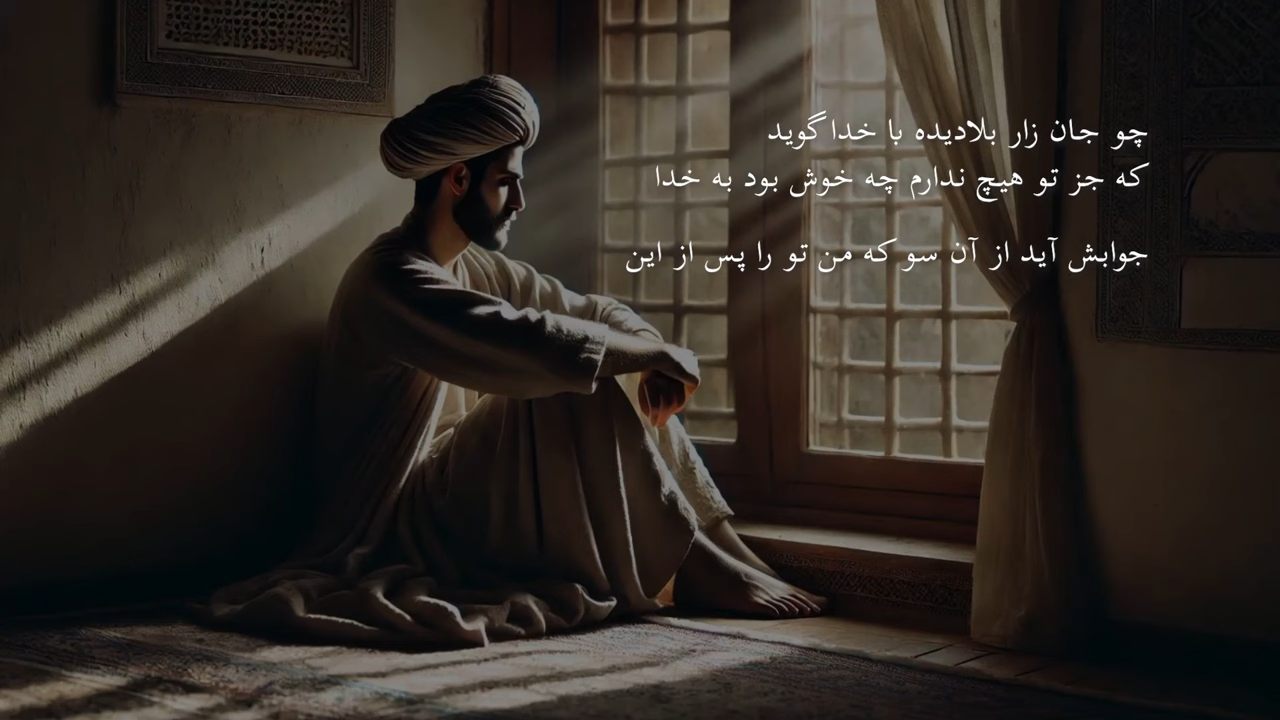 چو جان زار بلادیده با خدا گوید
که جز تو هیچ ندارم چه خوش بود به خدا
جوابش آید از آن سو که من تو را پس از این